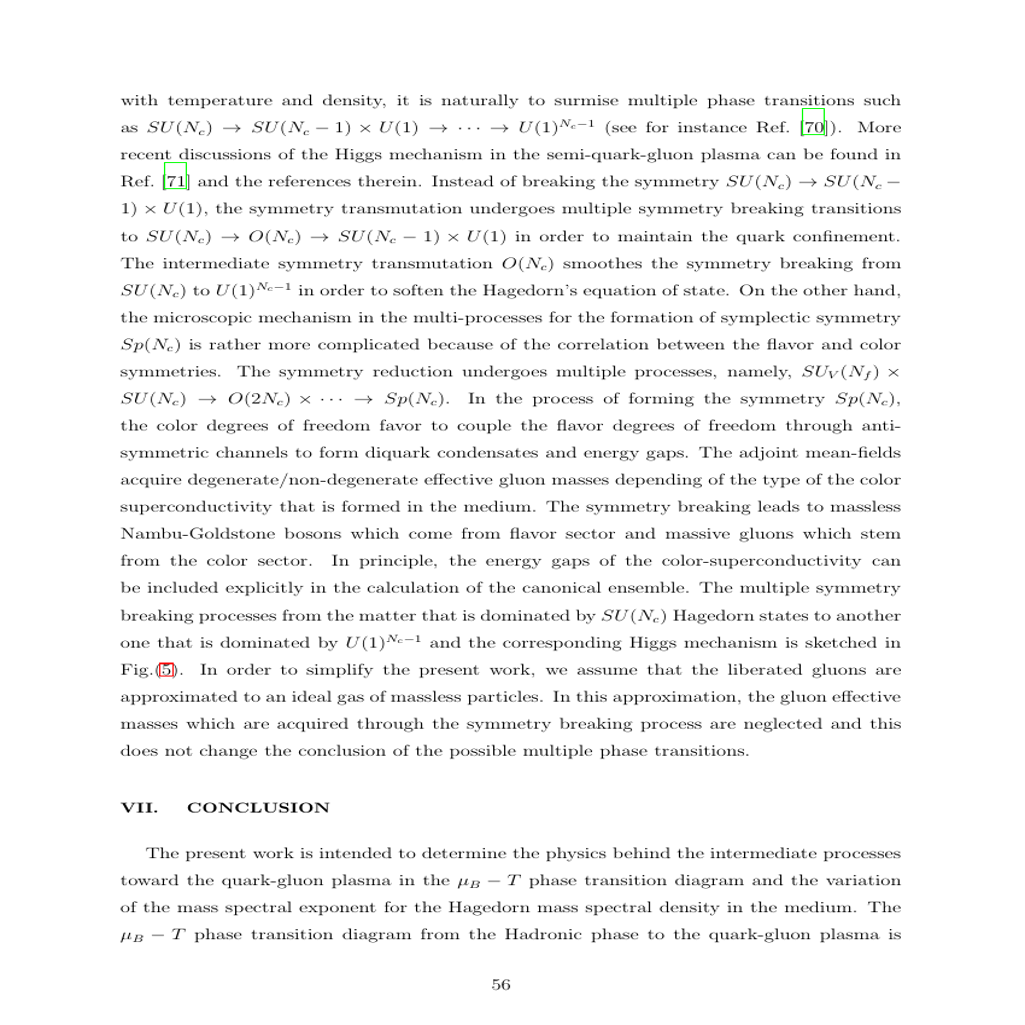 with temperature and density, it is naturally to surmise multiple phase transitions such
as SU(N_c) → SU(N_c − 1) × U(1) → ··· → U(1)^{N_c−1} (see for instance Ref. [70]). More
recent discussions of the Higgs mechanism in the semi-quark-gluon plasma can be found in
Ref. [71] and the references therein. Instead of breaking the symmetry SU(N_c) → SU(N_c −
1) × U(1), the symmetry transmutation undergoes multiple symmetry breaking transitions
to SU(N_c) → O(N_c) → SU(N_c − 1) × U(1) in order to maintain the quark confinement.
The intermediate symmetry transmutation O(N_c) smoothes the symmetry breaking from
SU(N_c) to U(1)^{N_c−1} in order to soften the Hagedorn's equation of state. On the other hand,
the microscopic mechanism in the multi-processes for the formation of symplectic symmetry
Sp(N_c) is rather more complicated because of the correlation between the flavor and color
symmetries. The symmetry reduction undergoes multiple processes, namely, SU_V(N_f) ×
SU(N_c) → O(2N_c) × ··· → Sp(N_c). In the process of forming the symmetry Sp(N_c),
the color degrees of freedom favor to couple the flavor degrees of freedom through anti-
symmetric channels to form diquark condensates and energy gaps. The adjoint mean-fields
acquire degenerate/non-degenerate effective gluon masses depending of the type of the color
superconductivity that is formed in the medium. The symmetry breaking leads to massless
Nambu-Goldstone bosons which come from flavor sector and massive gluons which stem
from the color sector. In principle, the energy gaps of the color-superconductivity can
be included explicitly in the calculation of the canonical ensemble. The multiple symmetry
breaking processes from the matter that is dominated by SU(N_c) Hagedorn states to another
one that is dominated by U(1)^{N_c−1} and the corresponding Higgs mechanism is sketched in
Fig.(5). In order to simplify the present work, we assume that the liberated gluons are
approximated to an ideal gas of massless particles. In this approximation, the gluon effective
masses which are acquired through the symmetry breaking process are neglected and this
does not change the conclusion of the possible multiple phase transitions.
VII. CONCLUSION
The present work is intended to determine the physics behind the intermediate processes
toward the quark-gluon plasma in the μ_B − T phase transition diagram and the variation
of the mass spectral exponent for the Hagedorn mass spectral density in the medium. The
μ_B − T phase transition diagram from the Hadronic phase to the quark-gluon plasma is
56